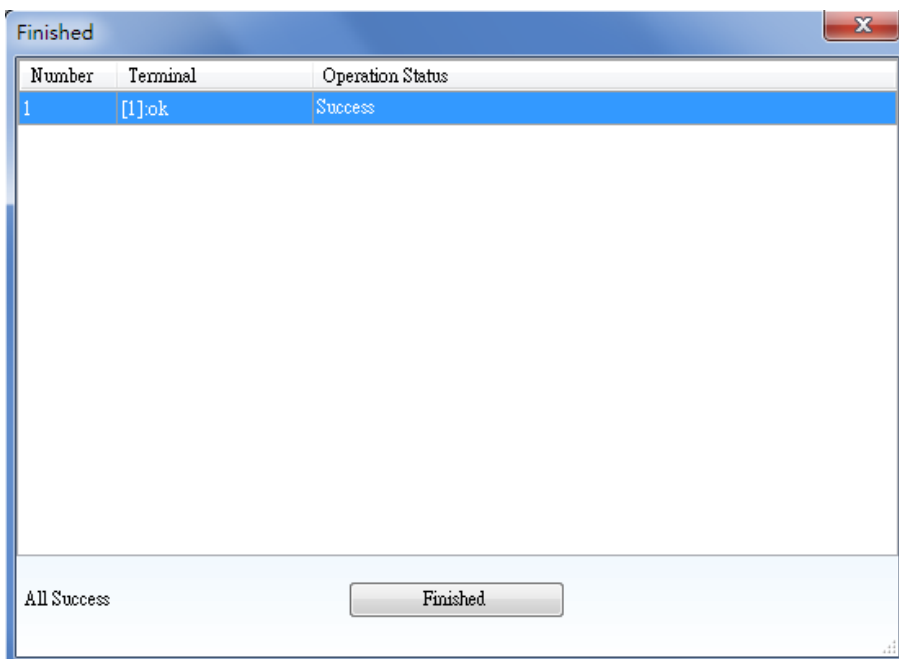 Finished
Number Terminal Operation Status
1 [1]:ok Success
All Success Finished